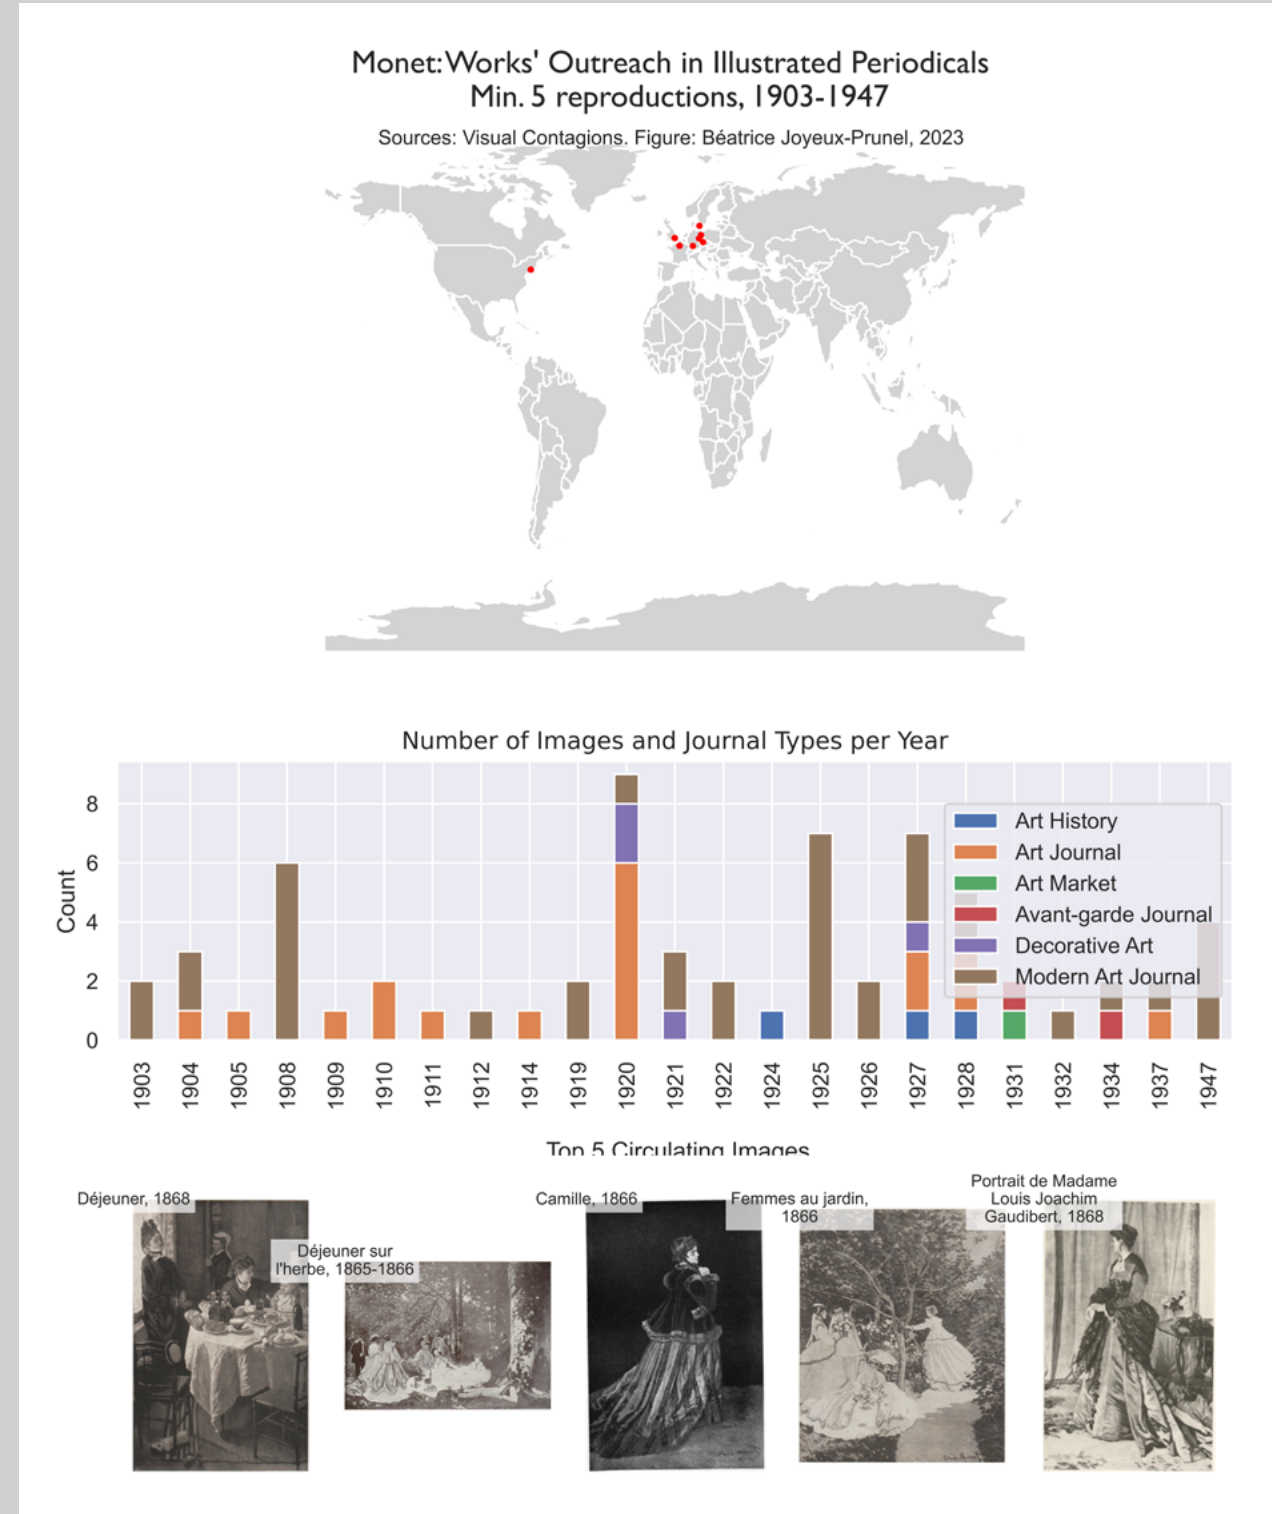 Monet: Works' Outreach in Illustrated Periodicals
Min. 5 reproductions, 1903-1947
Sources: Visual Contagions. Figure: Béatrice Joyeux-Prunel, 2023
Number of Images and Journal Types per Year
Count
8
6
4
2
0
Art History
Art Journal
Art Market
Avant-garde Journal
Decorative Art
Modern Art Journal
1903
1904
1905
1908
1909
1910
1911
1912
1914
1919
1920
1921
1922
1924
1925
1926
1927
1928
1931
1932
1934
1937
1947
Top 5 Circulating Images
Déjeuner, 1868
Déjeuner sur
l'herbe, 1865-1866
Camille, 1866
Femmes au jardin,
1866
Portrait de Madame
Louis Joachim
Gaudibert, 1868